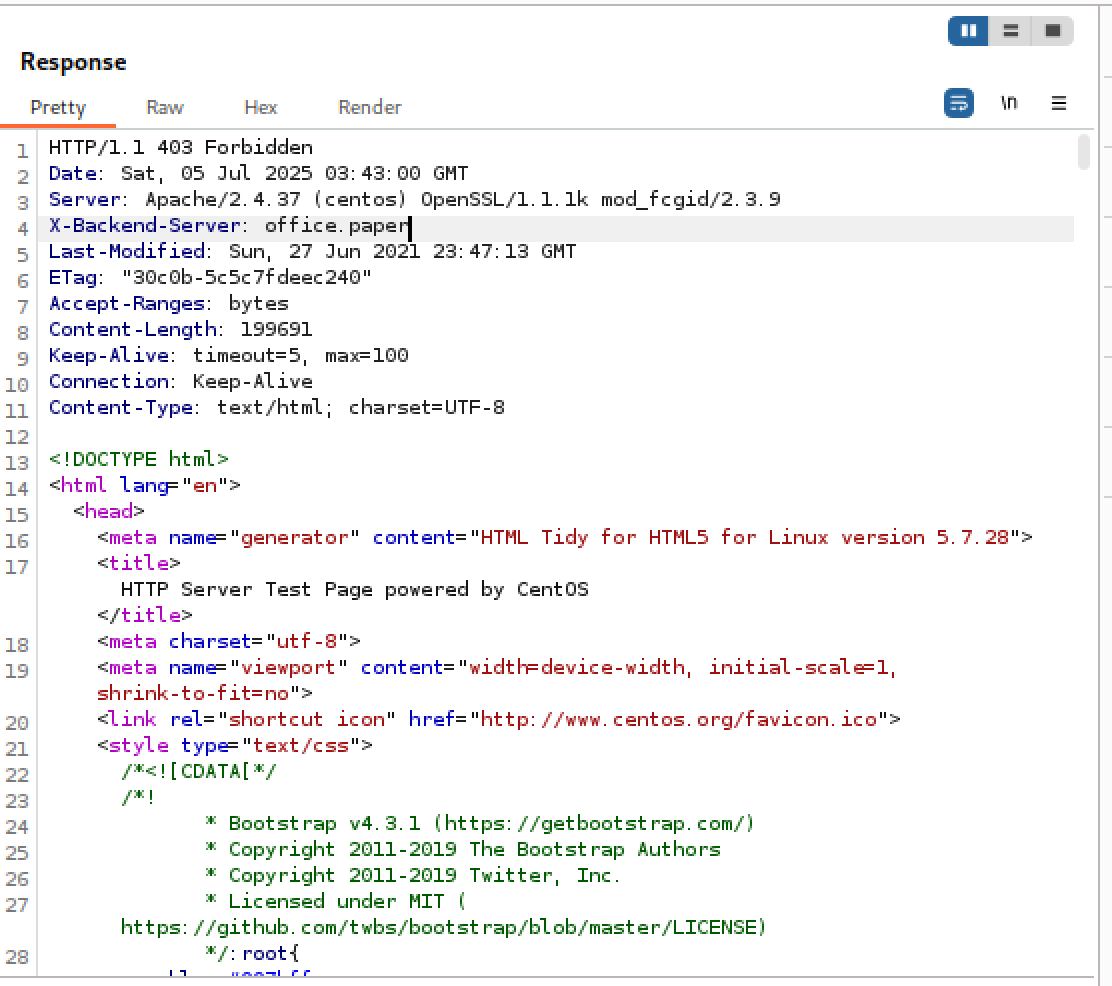 Response
Pretty Raw Hex Render
\n
1 HTTP/1.1 403 Forbidden
2 Date: Sat, 05 Jul 2025 03:43:00 GMT
3 Server: Apache/2.4.37 (centos) OpenSSL/1.1.1k mod_fcgid/2.3.9
4 X-Backend-Server: office.paper
5 Last-Modified: Sun, 27 Jun 2021 23:47:13 GMT
6 ETag: "30c0b-5c5c7fdeec240"
7 Accept-Ranges: bytes
8 Content-Length: 199691
9 Keep-Alive: timeout=5, max=100
10 Connection: Keep-Alive
11 Content-Type: text/html; charset=UTF-8
12
13 <!DOCTYPE html>
14 <html lang="en">
15 <head>
16 <meta name="generator" content="HTML Tidy for HTML5 for Linux version 5.7.28">
17 <title>
HTTP Server Test Page powered by CentOS
</title>
18 <meta charset="utf-8">
19 <meta name="viewport" content="width=device-width, initial-scale=1,
shrink-to-fit=no">
20 <link rel="shortcut icon" href="http://www.centos.org/favicon.ico">
21 <style type="text/css">
22 /*<![CDATA[*/
23 /*!
24 * Bootstrap v4.3.1 (https://getbootstrap.com/)
25 * Copyright 2011-2019 The Bootstrap Authors
26 * Copyright 2011-2019 Twitter, Inc.
27 * Licensed under MIT (
https://github.com/twbs/bootstrap/blob/master/LICENSE)
28 */:root{